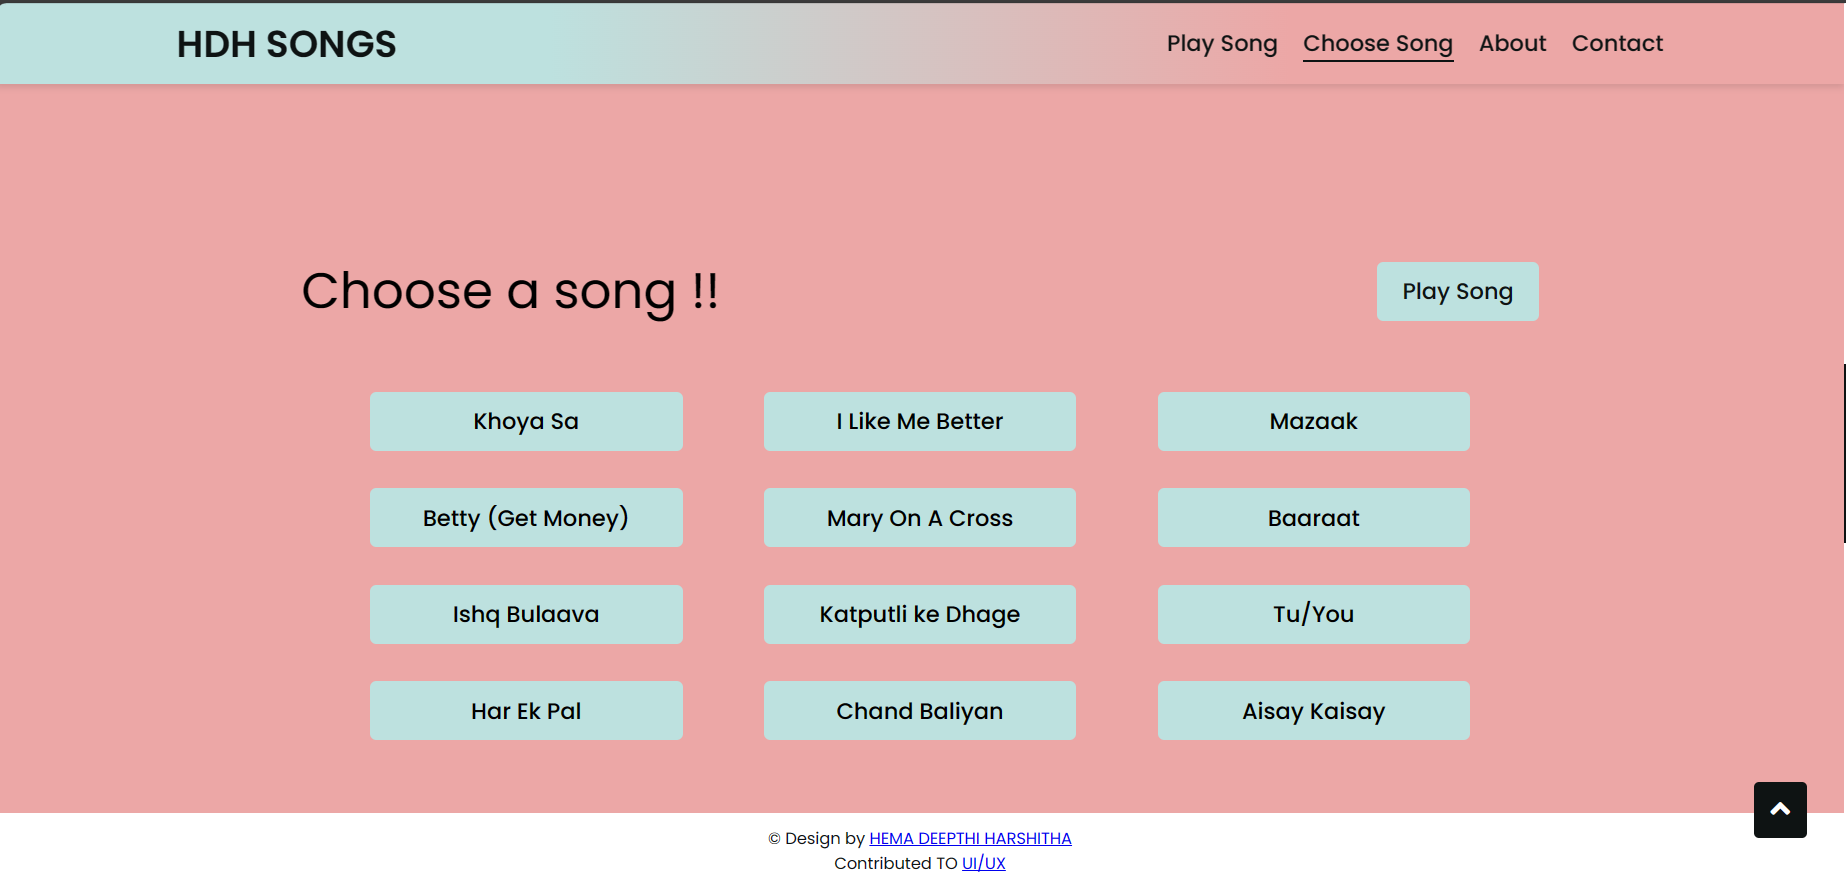 HDH SONGS
Play Song Choose Song About Contact
Choose a song !!
Play Song
Khoya Sa
I Like Me Better
Mazaak
Betty (Get Money)
Mary On A Cross
Baaraat
Ishq Bulaava
Katputli ke Dhage
Tu/You
Har Ek Pal
Chand Baliyan
Aisay Kaisay
© Design by HEMA DEEPTHI HARSHITHA
Contributed TO UI/UX